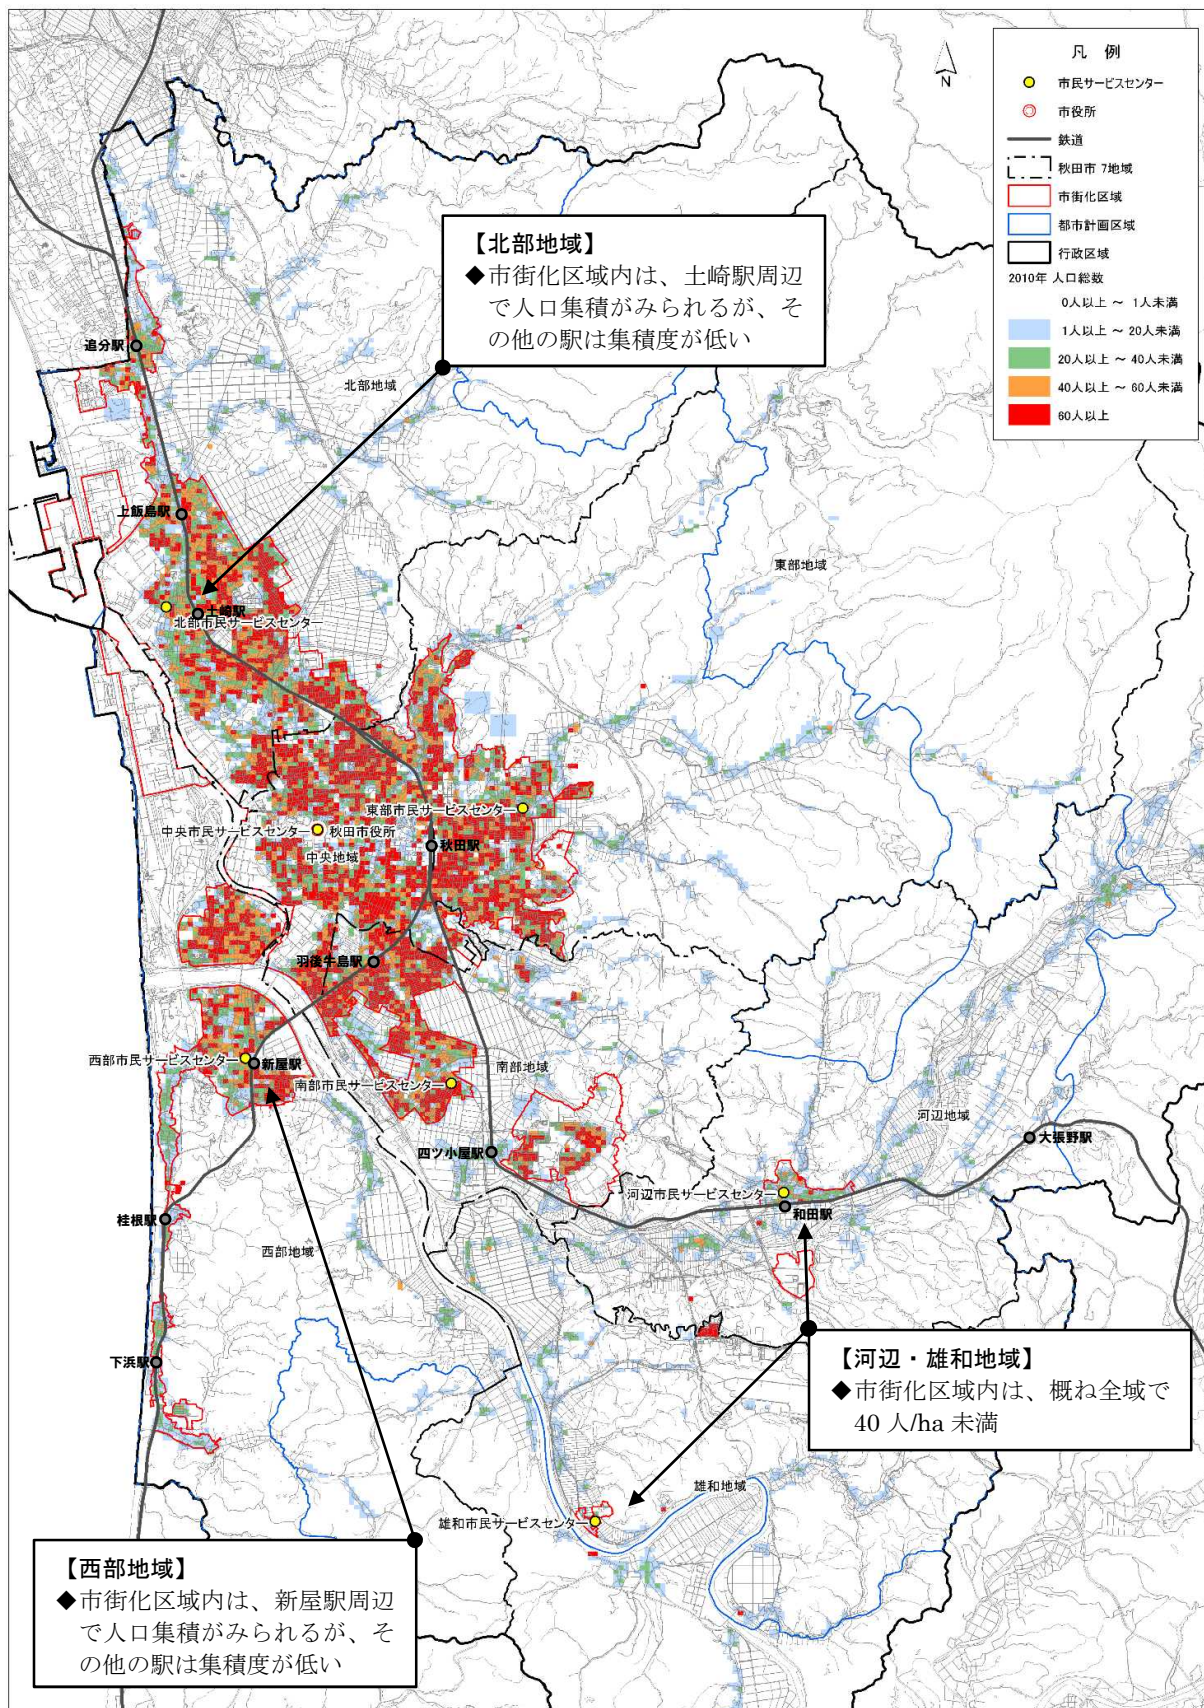 凡 例
市民サービスセンター
市役所
鉄道
秋田市 7地域
市街化区域
都市計画区域
行政区域
2010年 人口総数
0人以上 ～ 1人未満
1人以上 ～ 20人未満
20人以上 ～ 40人未満
40人以上 ～ 60人未満
60人以上
N
【北部地域】
◆市街化区域内は、土崎駅周辺
で人口集積がみられるが、そ
の他の駅は集積度が低い
追分駅
北部地域
上飯島駅
東部地域
土崎駅
北部市民サービスセンター
東部市民サービスセンター
中央市民サービスセンター
秋田市役所
秋田駅
中央地域
羽後牛島駅
西部市民サービスセンター
新屋駅
南部地域
南部市民サービスセンター
河辺地域
大張野駅
四ツ小屋駅
河辺市民サービスセンター
和田駅
桂根駅
西部地域
下浜駅
【河辺・雄和地域】
◆市街化区域内は、概ね全域で
40 人/ha 未満
雄和地域
雄和市民サービスセンター
【西部地域】
◆市街化区域内は、新屋駅周辺
で人口集積がみられるが、そ
の他の駅は集積度が低い